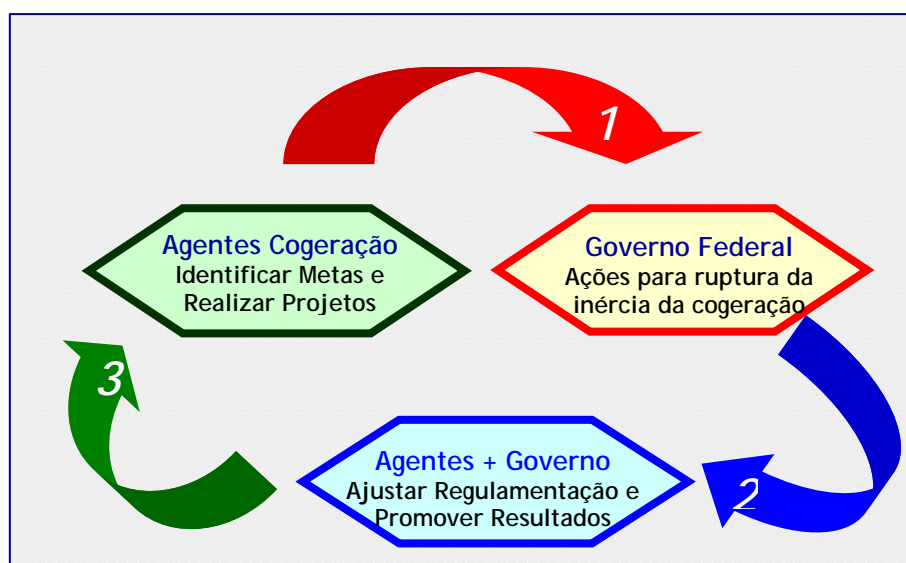 1
Agentes Cogeração
Identificar Metas e
Realizar Projetos
Governo Federal
Ações para ruptura da
inércia da cogeração
3
Agentes + Governo
Ajustar Regulamentação e
Promover Resultados
2